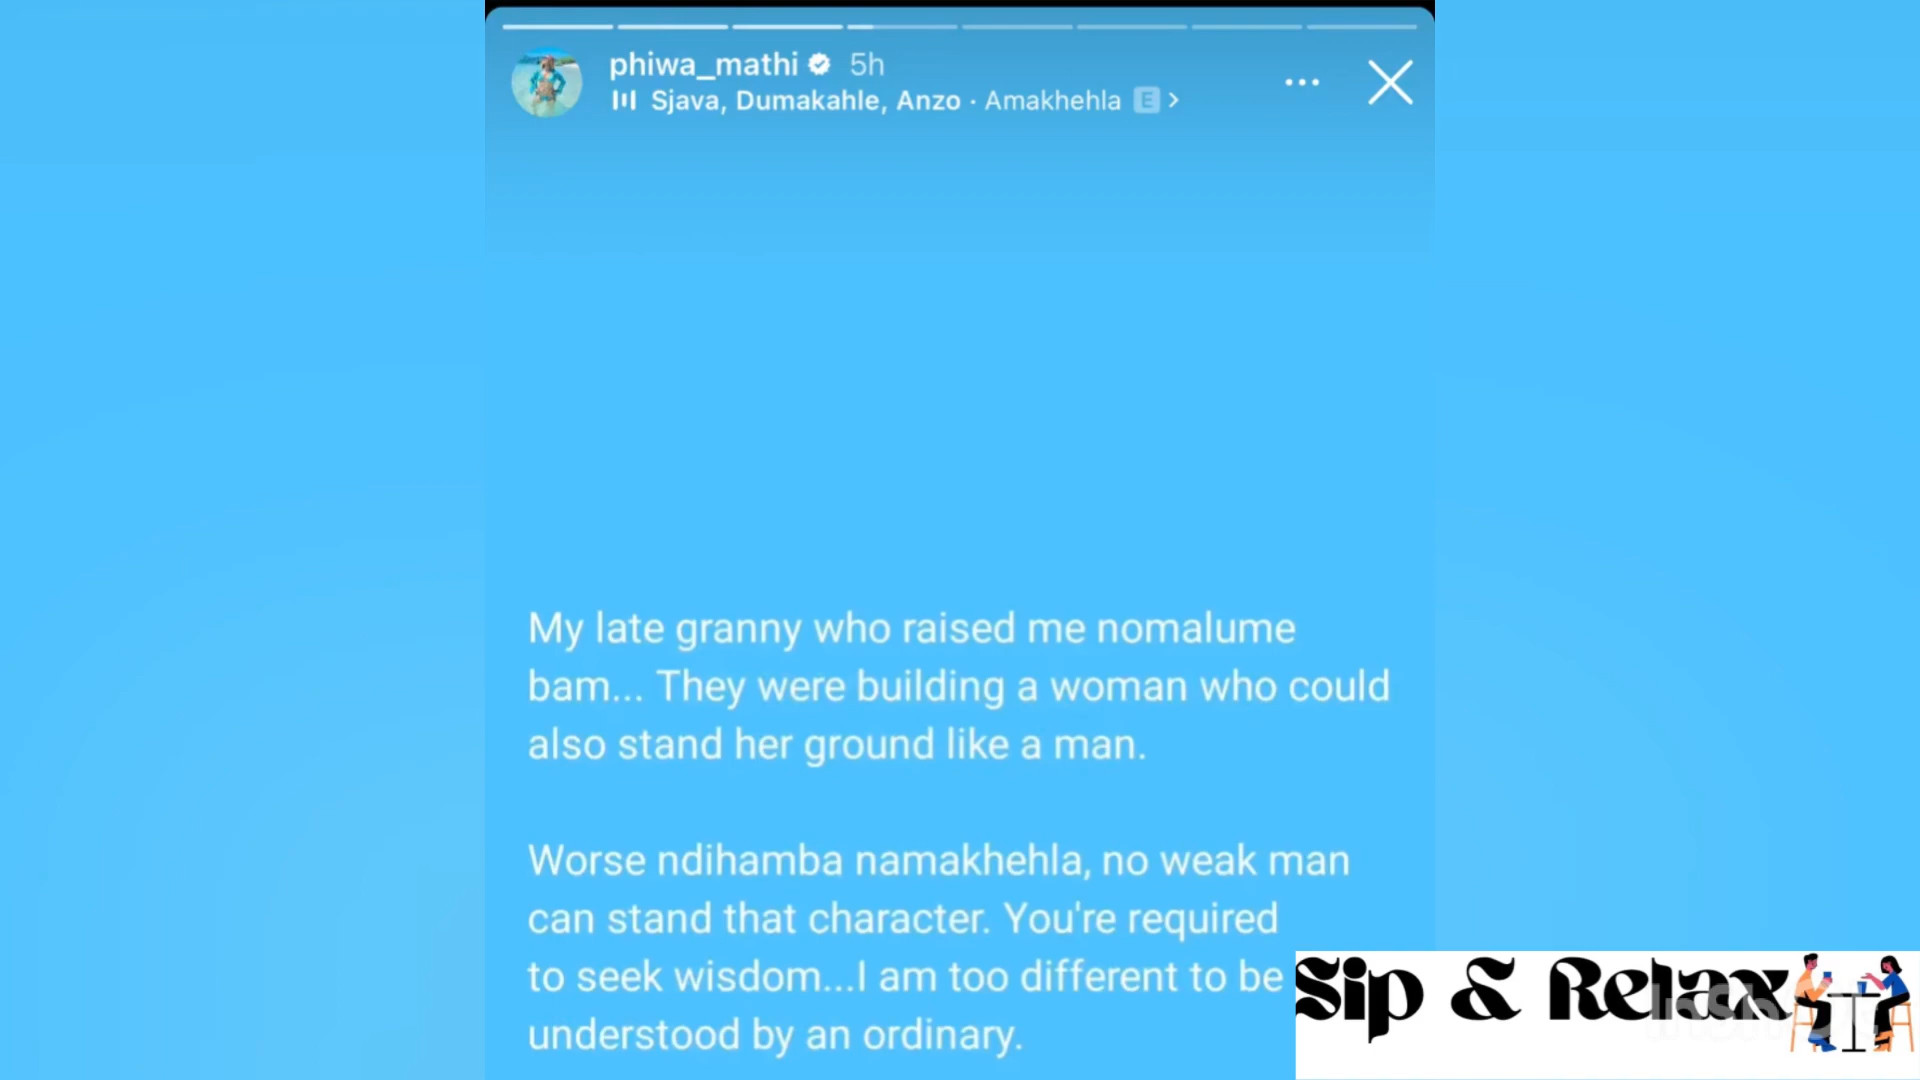 phiwa_mathi 5h
Sjava, Dumakahle, Anzo · Amakhehla E >
My late granny who raised me nomalume
bam... They were building a woman who could
also stand her ground like a man.
Worse ndihamba namakhehla, no weak man
can stand that character. You're required
to seek wisdom...I am too different to be
understood by an ordinary.
Sip & Relax